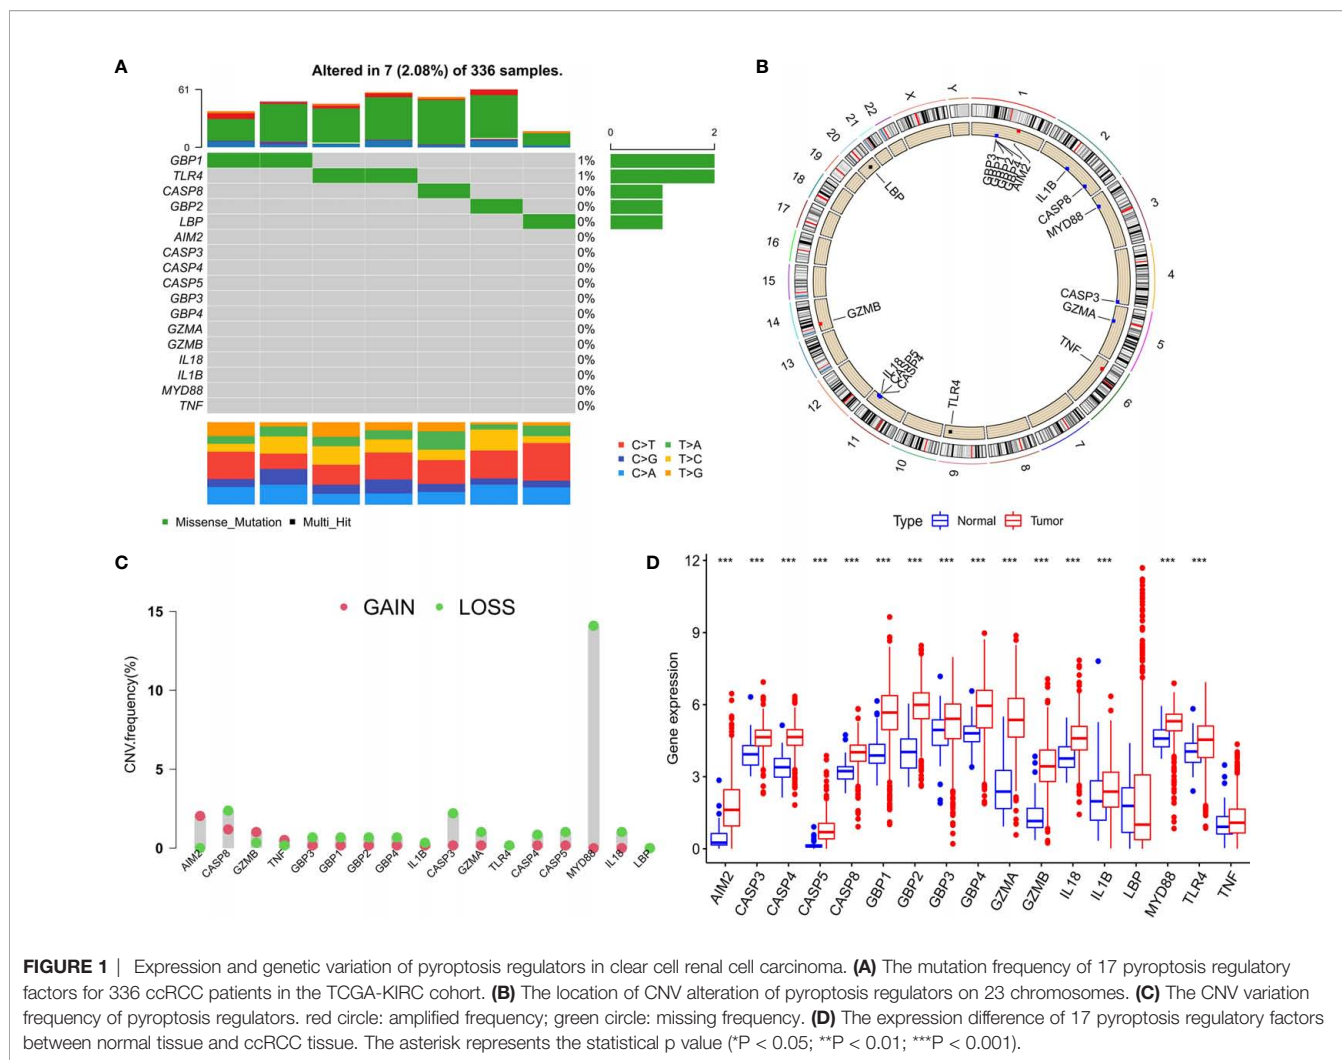 A
Altered in 7 (2.08%) of 336 samples.
61
0
0 2
GBP1 1%
TLR4 1%
CASP8 0%
GBP2 0%
LBP 0%
AIM2 0%
CASP3 0%
CASP4 0%
CASP5 0%
GBP3 0%
GBP4 0%
GZMA 0%
GZMB 0%
IL18 0%
IL1B 0%
MYD88 0%
TNF 0%
C>T T>A
C>G T>C
C>A T>G
Missense_Mutation Multi_Hit
B
1
2
3
4
5
6
7
8
9
10
11
12
13
14
15
16
17
18
19
20
21
22
X
Y
GBP3
GBP1
GBP2
GBP4
AIM2
IL1B
CASP8
MYD88
CASP3
GZMA
TNF
TLR4
IL18
CASP5
CASP4
GZMB
LBP
C
GAIN LOSS
CNV.frequency(%)
15
10
5
0
AIM2 CASP8 GZMB TNF GBP3 GBP1 GBP2 GBP4 IL1B CASP3 GZMA TLR4 CASP4 CASP5 MYD88 IL18 LBP
D
Type Normal Tumor
Gene expression
12
9
6
3
0
*** *** *** *** *** *** *** *** *** *** *** *** *** *** ***
AIM2 CASP3 CASP4 CASP5 CASP8 GBP1 GBP2 GBP3 GBP4 GZMA GZMB IL18 IL1B LBP MYD88 TLR4 TNF
FIGURE 1 | Expression and genetic variation of pyroptosis regulators in clear cell renal cell carcinoma. (A) The mutation frequency of 17 pyroptosis regulatory
factors for 336 ccRCC patients in the TCGA-KIRC cohort. (B) The location of CNV alteration of pyroptosis regulators on 23 chromosomes. (C) The CNV variation
frequency of pyroptosis regulators. red circle: amplified frequency; green circle: missing frequency. (D) The expression difference of 17 pyroptosis regulatory factors
between normal tissue and ccRCC tissue. The asterisk represents the statistical p value (*P < 0.05; **P < 0.01; ***P < 0.001).